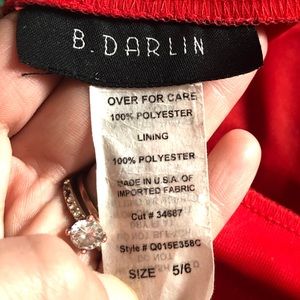 B. DARLIN
OVER FOR CARE
100% POLYESTER
LINING
100% POLYESTER
MADE IN U.S.A. OF
IMPORTED FABRIC
Cut # 34687
Style # Q015E358C
SIZE 5/6